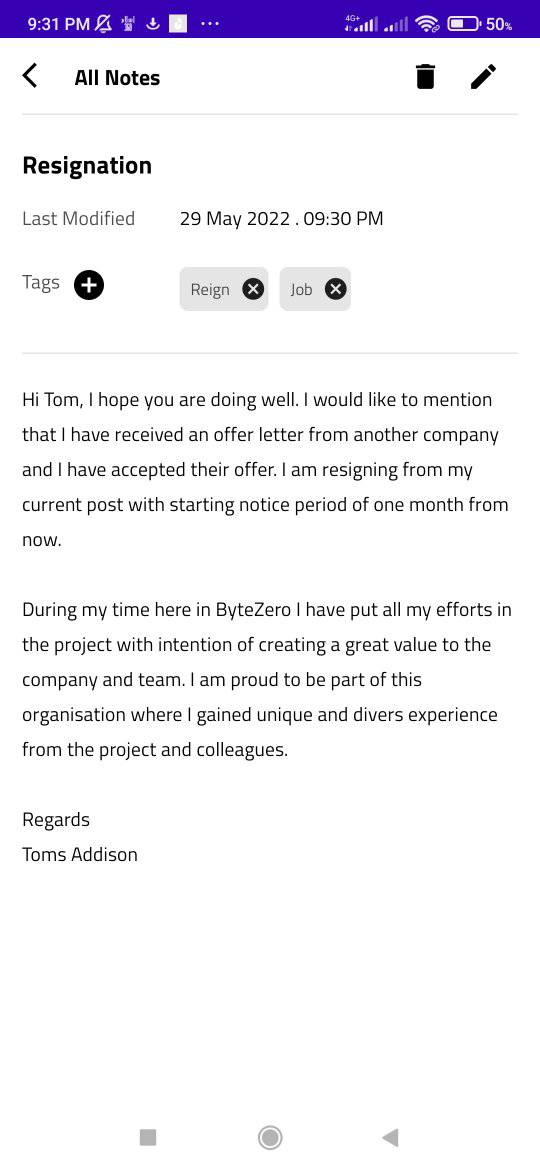 9:31 PM
4G+
50%
All Notes
Resignation
Last Modified 29 May 2022 . 09:30 PM
Tags Reign Job
Hi Tom, I hope you are doing well. I would like to mention
that I have received an offer letter from another company
and I have accepted their offer. I am resigning from my
current post with starting notice period of one month from
now.
During my time here in ByteZero I have put all my efforts in
the project with intention of creating a great value to the
company and team. I am proud to be part of this
organisation where I gained unique and divers experience
from the project and colleagues.
Regards
Toms Addison